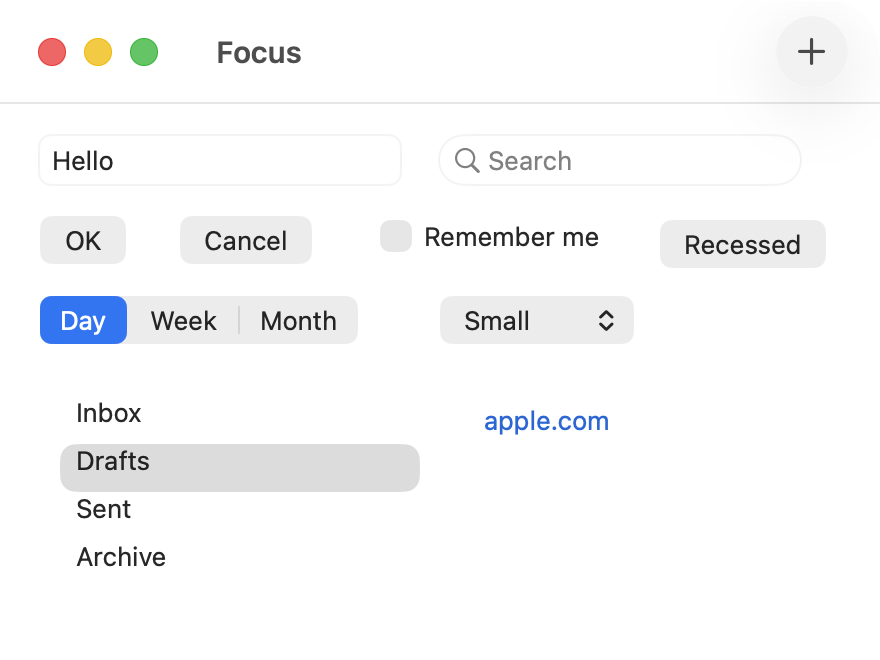 Focus
Hello
Search
OK
Cancel
Remember me
Recessed
Day
Week
Month
Small
Inbox
apple.com
Drafts
Sent
Archive